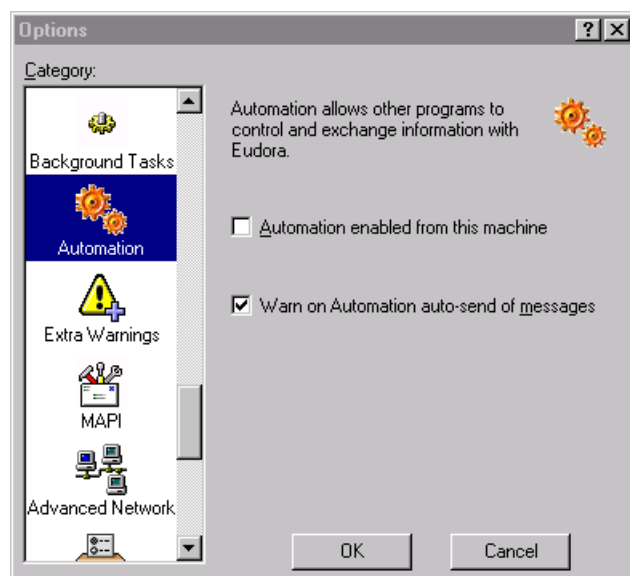 Options
Category:
Background Tasks
Automation
Extra Warnings
MAPI
Advanced Network
Automation allows other programs to
control and exchange information with
Eudora.
Automation enabled from this machine
Warn on Automation auto-send of messages
OK
Cancel